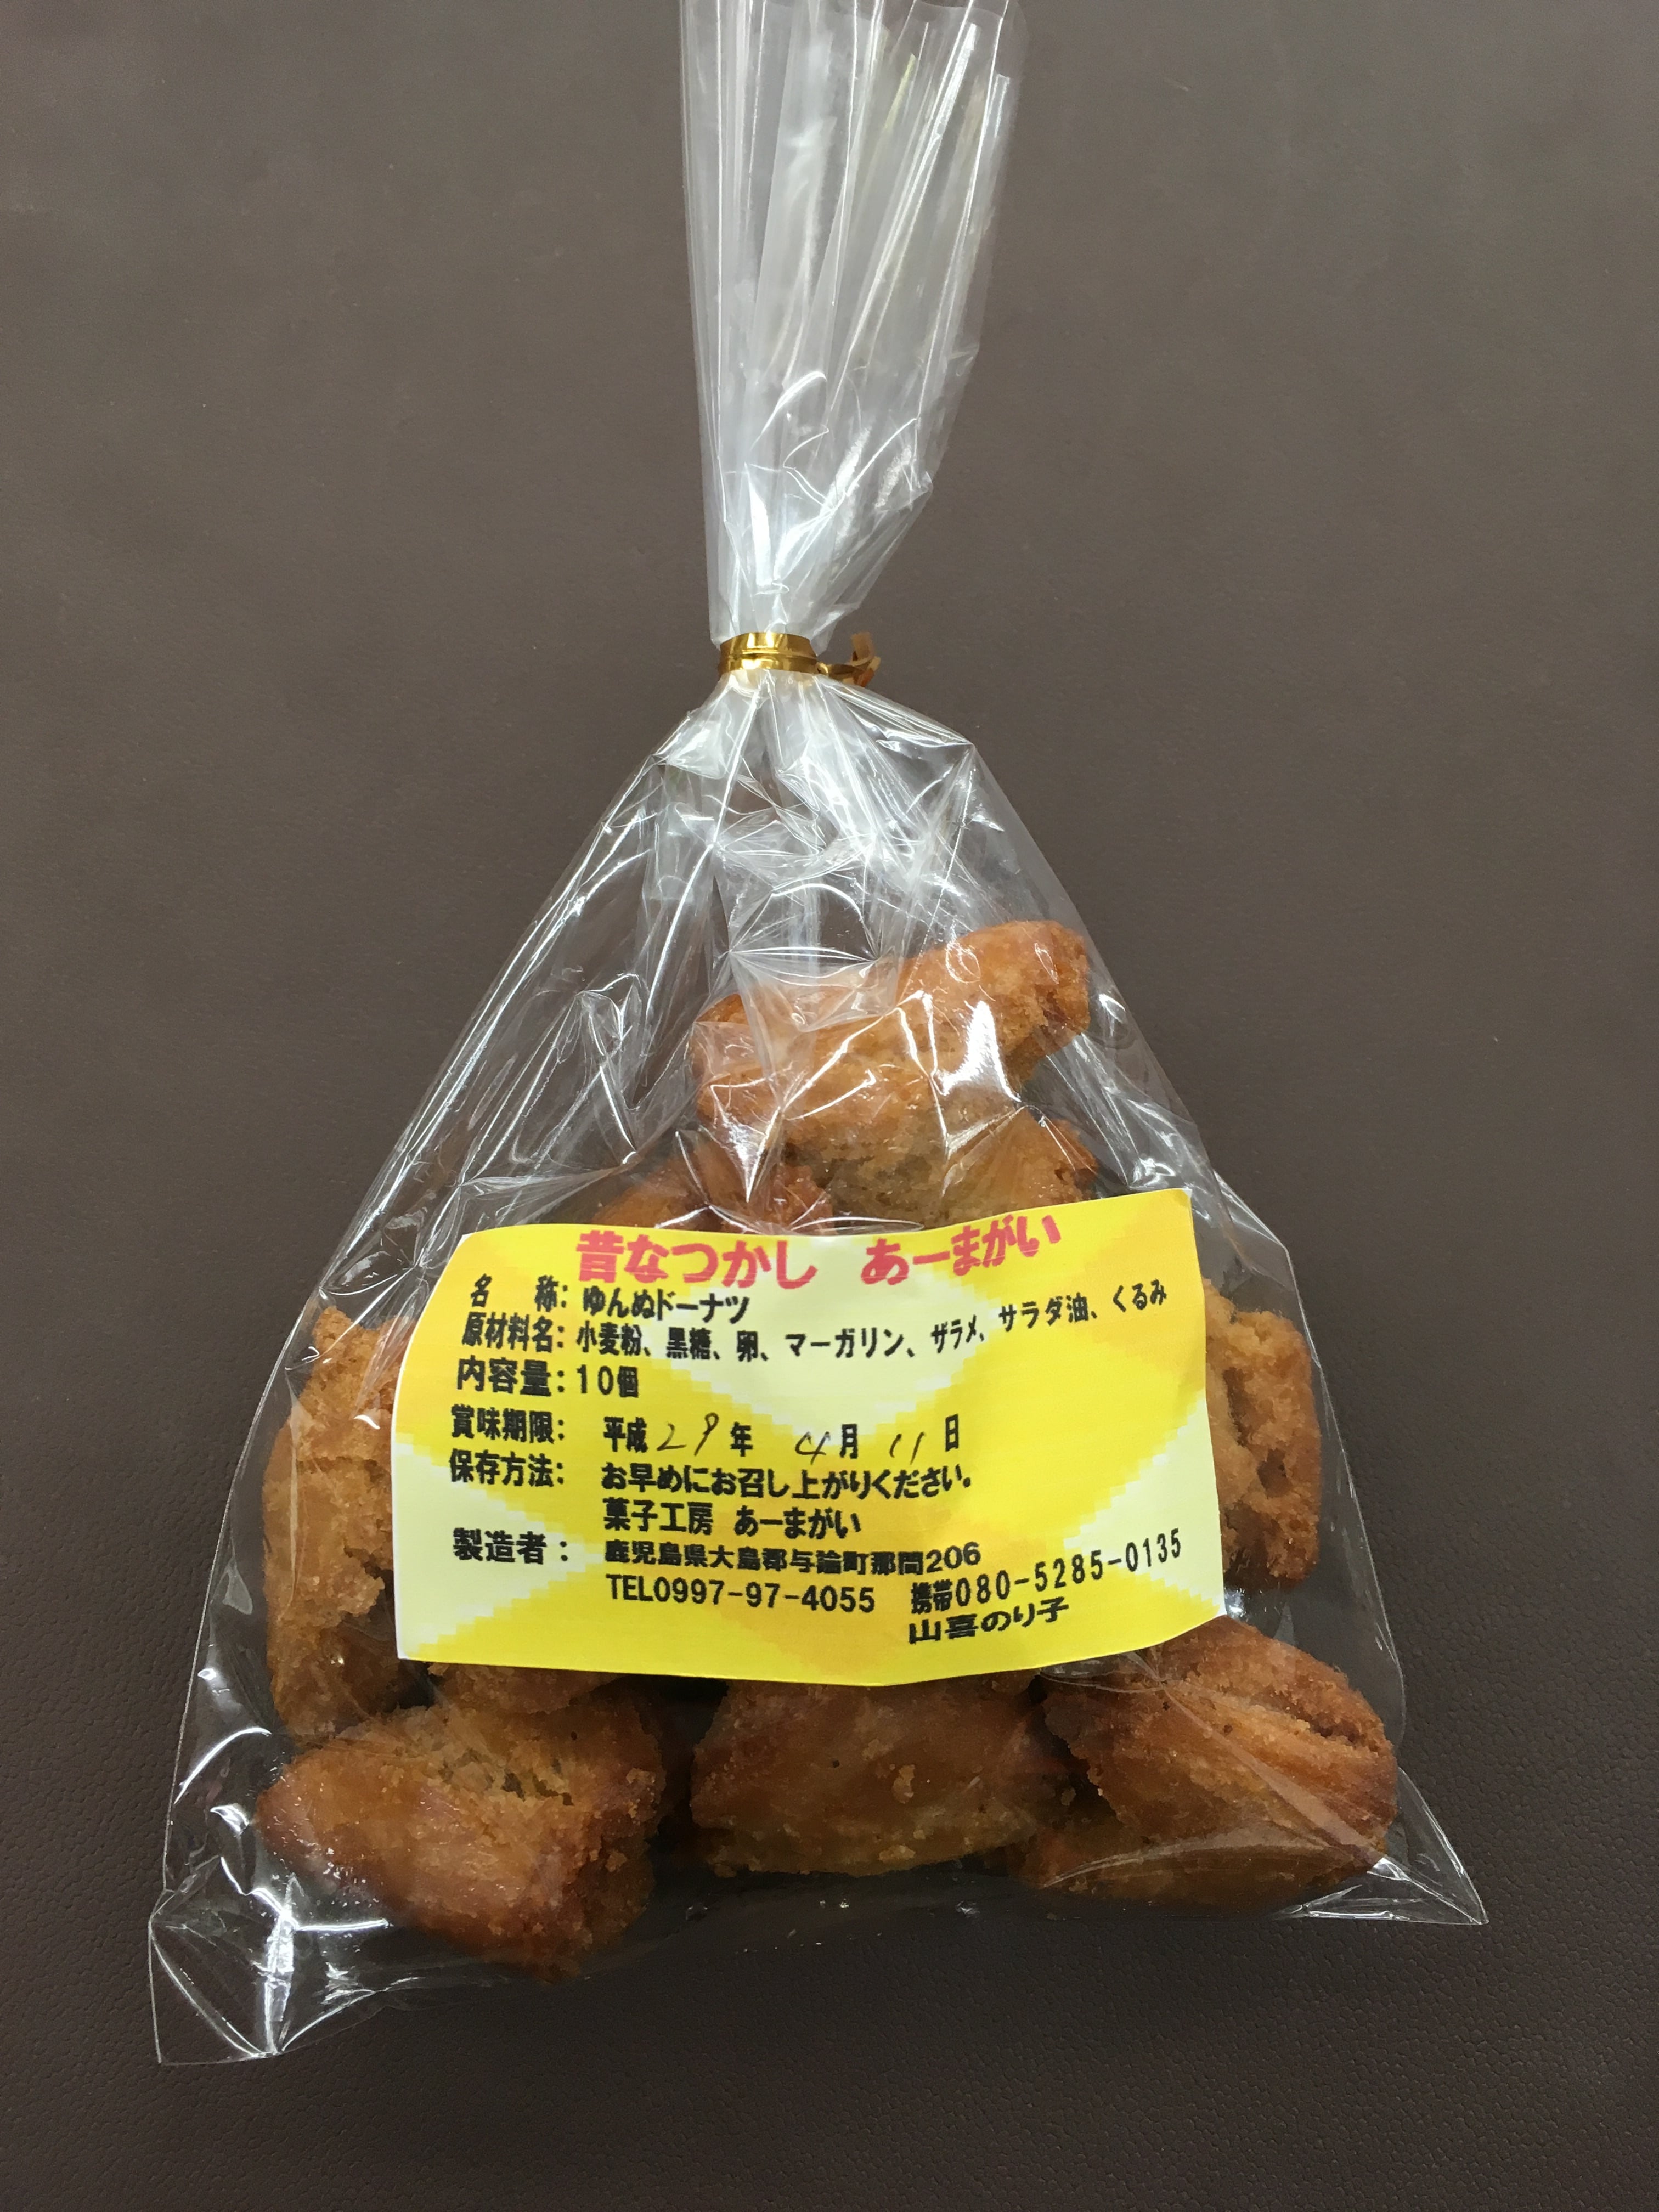 昔なつかし あーまがい
名 称: ゆんぬドーナツ
原材料名: 小麦粉、黒糖、卵、マーガリン、ザラメ、サラダ油、くるみ
内容量: 10個
賞味期限: 平成 29 年 4 月 11 日
保存方法: お早めにお召し上がりください。
菓子工房 あーまがい
製造者: 鹿児島県大島郡与論町那間206
TEL0997-97-4055 携帯080-5285-0135
山喜のり子